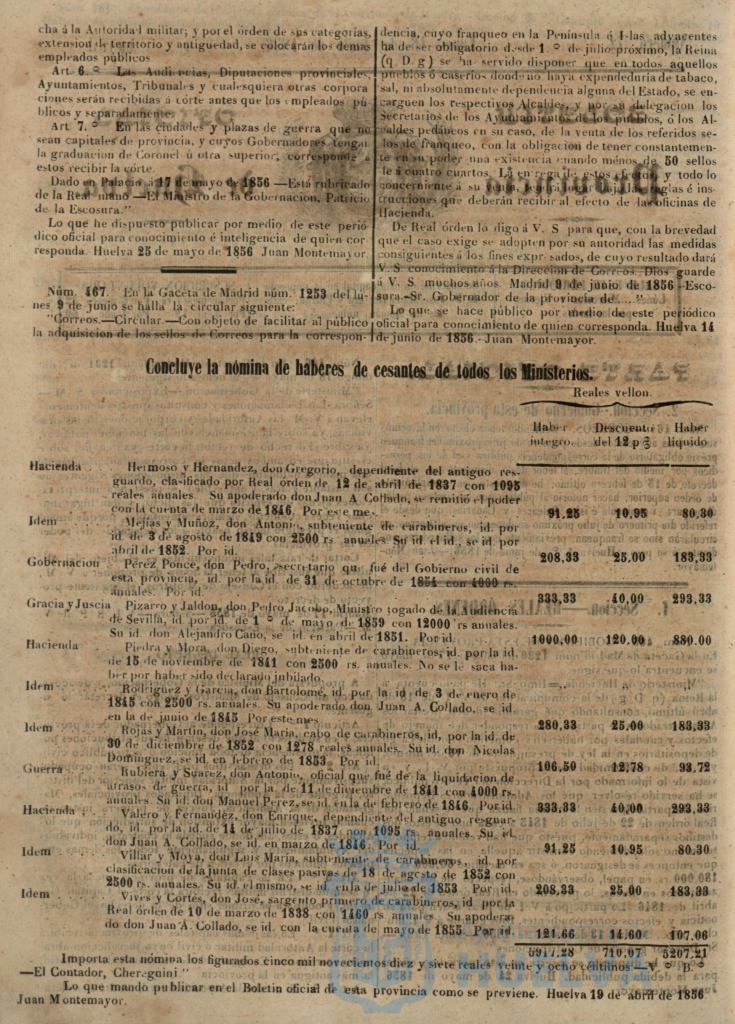 cha á la Autoridad militar; y por el órden de sus categorías,
extension de territorio y antigüedad, se colocarán los demas
empleados públicos.
Art. 6.º Las Audiencias, Diputaciones provinciales,
Ayuntamientos, Tribunales y cualesquiera otras corpora
ciones serán recibidas á córte antes que los empleados pú-
blicos y separadamente.
Art. 7.º En las ciudades y plazas de guerra que no
sean capitales de provincia, y cuyos Gobernadores tengan
la graduacion de Coronel ú otra superior, corresponde á
estos recibir la córte.
Dado en Palacio á 17 de mayo de 1856 —Está rubricado
de la Real mano —El Ministro de la Gobernacion, Patricio
de la Escosura."
Lo que he dispuesto publicar por medio de este perió
dico oficial para conocimiento é inteligencia de quien cor-
responda. Huelva 25 de mayo de 1856 Juan Montemayor.
Núm. 467. En la Gaceta de Madrid núm. 1253 del lú-
nes 9 de junio se halla la circular siguiente:
"Correos.—Circular.—Con objeto de facilitar al público
la adquisicion de los sellos de Correos para la correspon-
dencia, cuyo franqueo en la Península é Islas adyacentes
ha de ser obligatorio desde 1.º de julio próximo, la Reina
(q. D. g) se ha servido disponer que en todos aquellos
pueblos ó caseríos donde no haya expendeduría de tabaco,
sal, ni absolutamente dependencia alguna del Estado, se en-
carguen los respectivos Alcaldes, y por su delegacion los
Secretarios de los Ayuntamientos de los pueblos, ó los Al-
caldes pedáneos en su caso, de la venta de los referidos se-
los de franqueo, con la obligacion de tener constantemen-
te en su poder una existencia cuando ménos de 50 sellos
de á cuatro cuartos. La entrega de estos y todo lo
concerniente á su glas é ins-
trucciones que deberán recibir al efecto de las oficinas de
Hacienda.
De Real órden lo digo á V. S para que, con la brevedad
que el caso exige se adopten por su autoridad las medidas
consiguientes á los fines expresados, de cuyo resultado dará
V. S. conocimiento á la Direccion de Correos. Dios guarde
á V. S. muchos años. Madrid 9 de junio de 1856 —Esco-
sura.—Sr. Gobernador de la provincia de....."
Lo que se hace público por medio de este periódico
oficial para conocimiento de quien corresponda. Huelva 14
de junio de 1856 - Juan Montemayor.
Concluye la nómina de haberes de cesantes de todos los Ministerios.
Reales vellon.
Haber íntegro. Descuento del 12 p% Haber líquido
Hacienda . Hermoso y Hernandez, don Gregorio, dependiente del antiguo res-
guardo, clasificado por Real órden de 12 de abril de 1837 con 1095
reales anuales. Su apoderado don Juan A. Collado, se remitió el poder
con la cuenta de marzo de 1846. Por este mes. 91.25 10,95 80,30
Idem Mejías y Muñoz, don Antonio, subteniente de carabineros, id. por
id. de 3 de agosto de 1849 con 2500 rs. anuales. Su id. el id., se id. por
abril de 1852. Por id. 208,33 25.00 183,33
Gobernacion Perez Ponce, don Pedro, secretario que fué del Gobierno civil de
esta provincia, id. por la id. de 31 de octubre de 1854 con 4000 rs.
anuales. Por id. 333,33 40,00 293,33
Gracia y Juscia Pizarro y Jaldon, don Pedro Jacobo, Ministro togado de la Audiencia
de Sevilla, id por id. de 1º de mayo de 1859 con 12000 rs anuales.
Su id. don Alejandro Caño, se id. en abril de 1851. Por id. 1000.00 120.00 880.00
Hacienda Piedra y Mora, don Diego, subteniente de carabineros, id. por la id.
de 15 de noviembre de 1841 con 2500 rs. anuales. No se le saca ha-
ber por haber sido declarado jubilado.
Idem Rodriguez y García, don Bartolomé, id. por la id de 3 de enero de
1845 con 2500 rs. anuales. Su apoderado don Juan A. Collado, se id.
en la de junio de 1845 Por este mes 280,33 25,00 183,33
Idem Rojas y Martin, don José María, cabo de carabineros, id, por la id. de
30 de diciembre de 1852 con 1278 reales anuales. Su id. don Nicolas
Dominguez, se id. en febrero de 1853. Por id. 106,50 12,78 93,72
Guerra Rubiera y Suarez, don Antonio, oficial que fué de la liquidacion de
atrasos de guerra, id por la de 11 de diciembre de 1841 con 4000 rs.
anuales. Su id. don Manuel Perez, se id. en la de febrero de 1846. Por id. 333,33 40,00 293,33
Hacienda Valero y Fernandez, don Enrique, dependiente del antiguo resguar-
do, id. por la id. de 14 de julio de 1837 con 1095 rs. anuales. Su id.
don Juan A. Collado, se id. en marzo de 1846. Por id. 91,25 10.95 80,30
Idem Villar y Moya, don Luis María, subteniente de carabineros, id. por
clasificacion de la junta de clases pasivas de 18 de agosto de 1852 con
2500 rs. anuales. Su id. el mismo, se id. en la de julio de 1853 Por id. 208,33 25,00 183,33
Idem Vives y Cortés, don José, sargento primero de carabineros, id por la
Real órden de 10 de marzo de 1838 con 1460 rs anuales. Su apodera-
do don Juan A. Collado, se id. con la cuenta de mayo de 1855 Por id. 121.66 14,60 107,06
5917.28 710,07 5207,21
Importa esta nómina los figurados cinco mil novecientos diez y siete reales veinte y ocho centimos —V.º B.º
—El Contador, Chereguini."
Lo que mando publicar en el Boletin oficial de esta provincia como se previene. Huelva 19 de abril de 1856
Juan Montemayor.